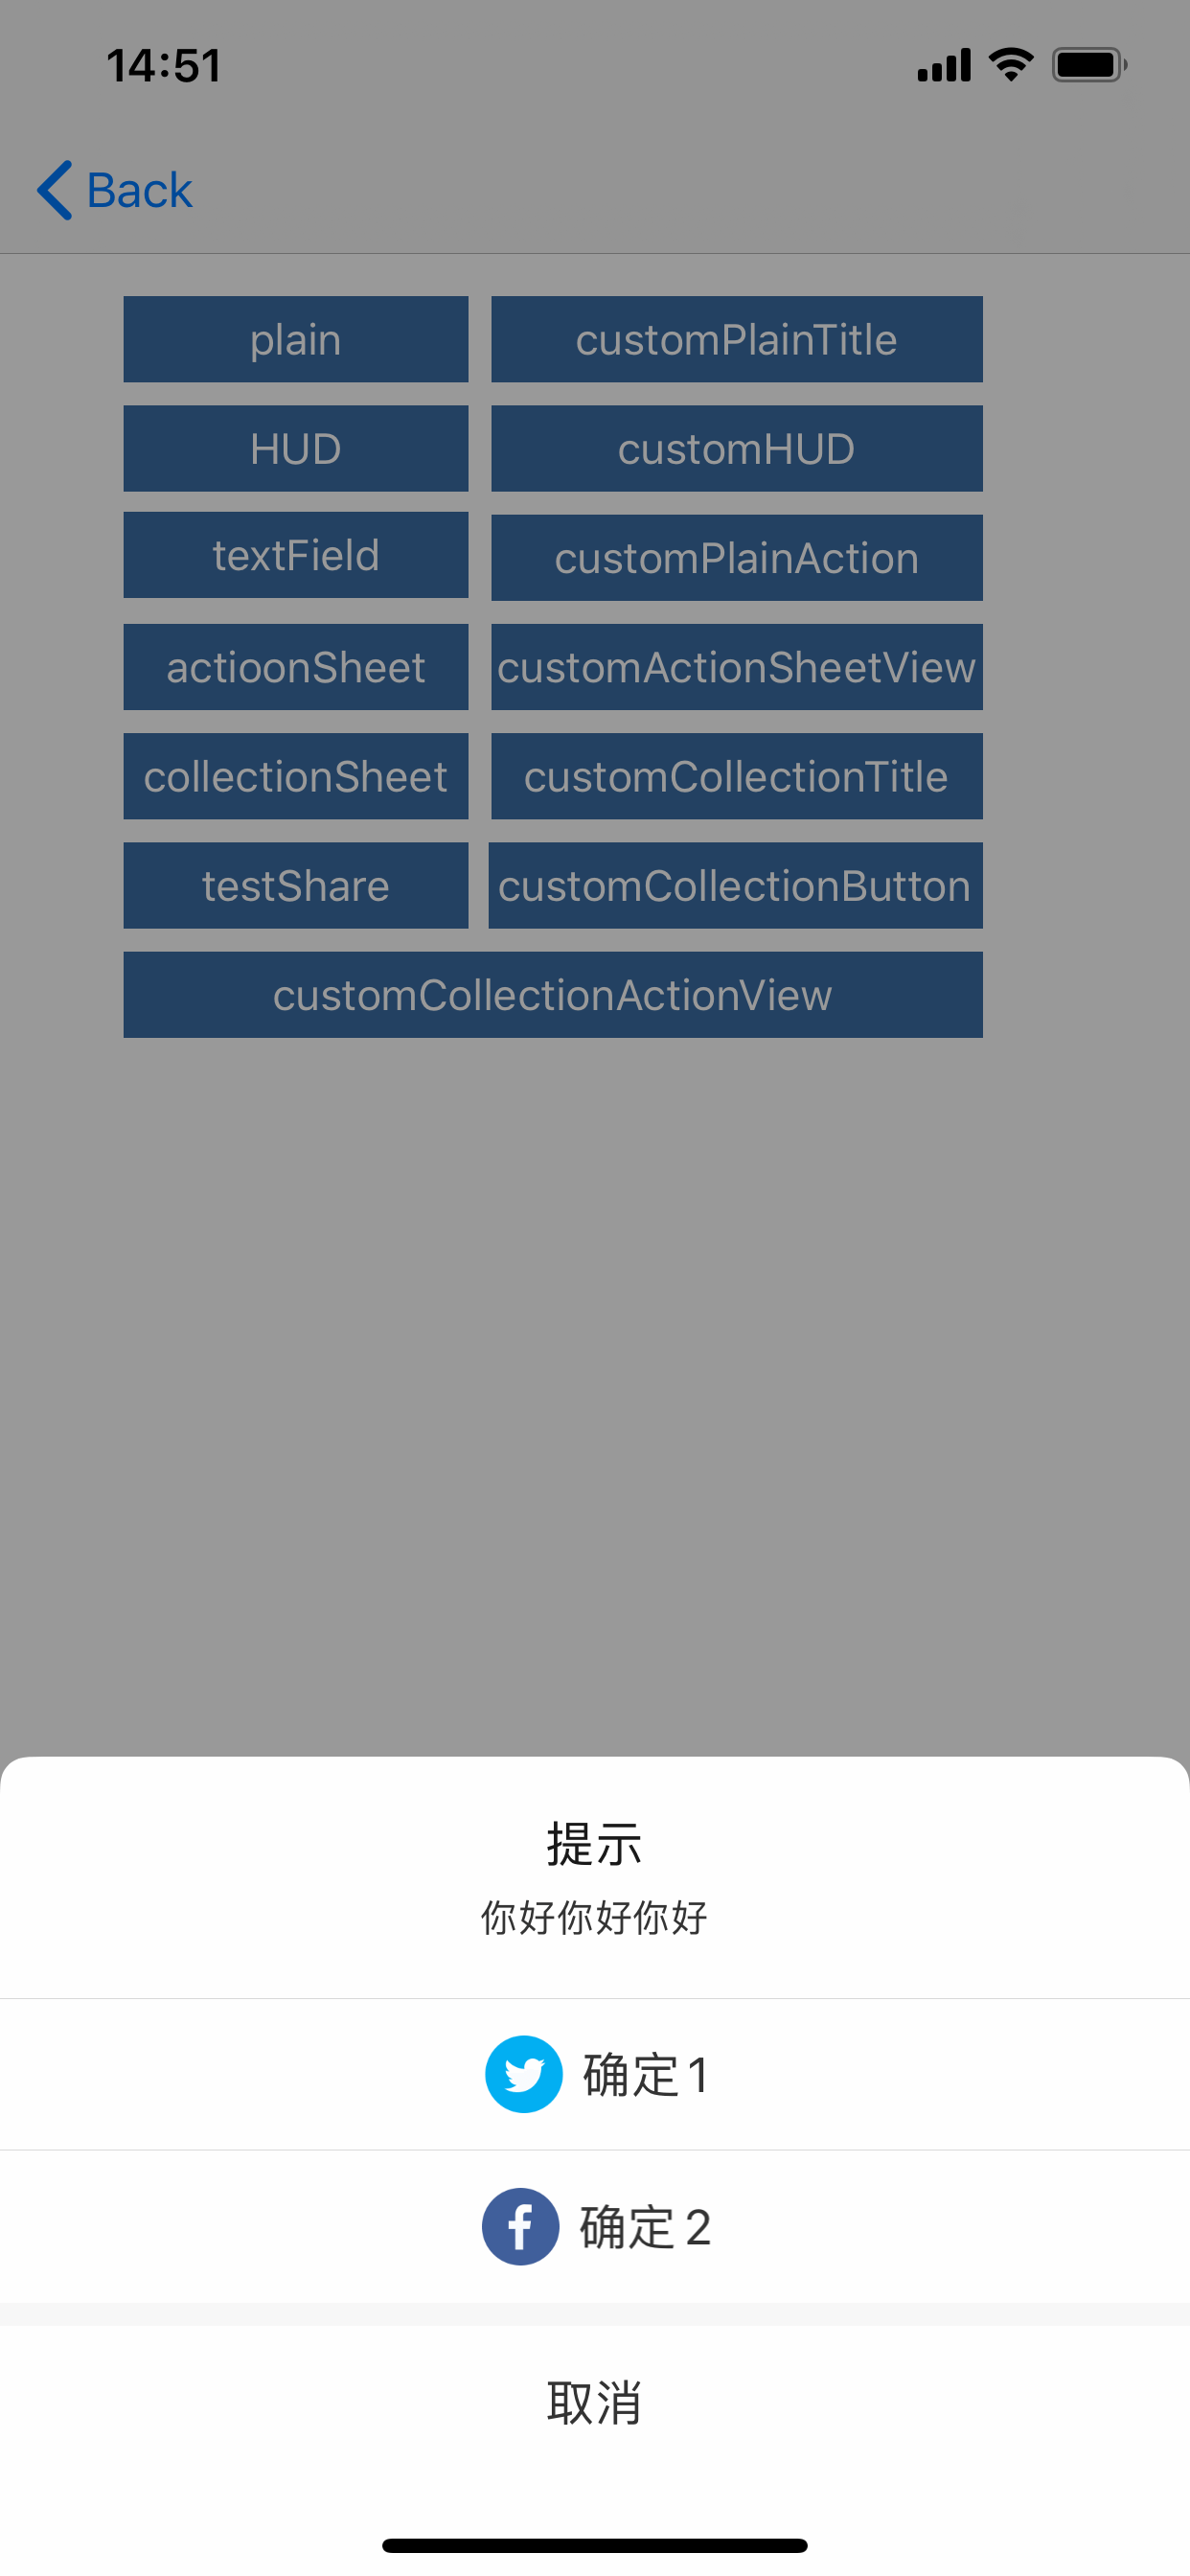 14:51
Back
plain customPlainTitle
HUD customHUD
textField customPlainAction
actioonSheet customActionSheetView
collectionSheet customCollectionTitle
testShare customCollectionButton
customCollectionActionView
提示
你好你好你好
确定1
确定2
取消